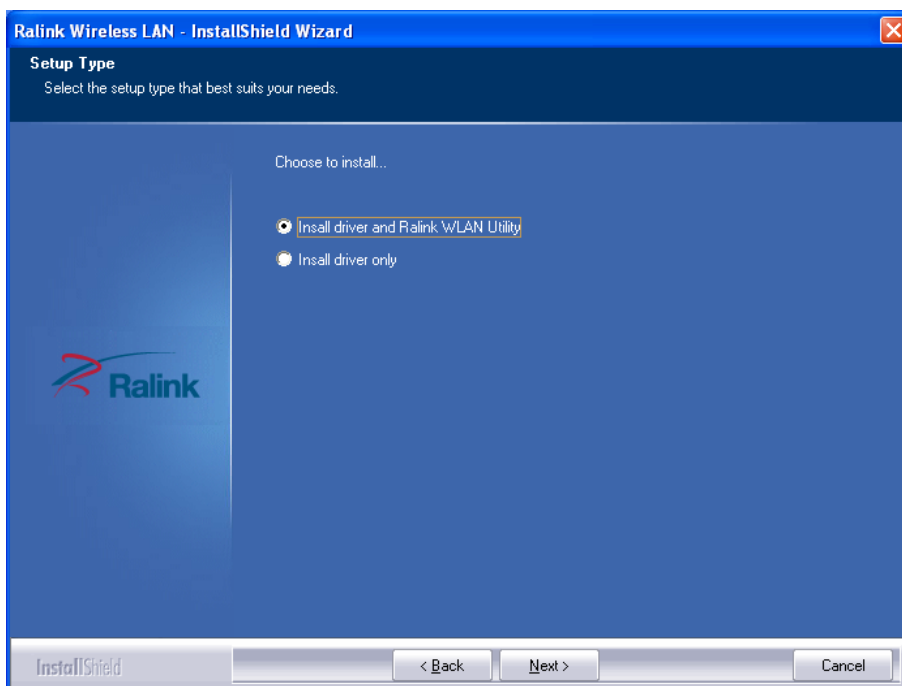 Ralink Wireless LAN - InstallShield Wizard
Setup Type
Select the setup type that best suits your needs.
Choose to install...
Insall driver and Ralink WLAN Utility
Insall driver only
Ralink
InstallShield
< Back
Next >
Cancel